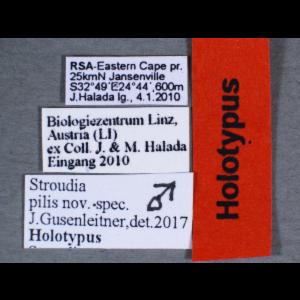 RSA-Eastern Cape pr.
25kmN Jansenville
S32°49'E24°44',600m
J.Halada lg., 4.1.2010
Biologiezentrum Linz,
Austria (LI)
ex Coll. J. & M. Halada
Eingang 2010
Stroudia ♂
pilis nov.-spec.
J.Gusenleitner,det.2017
Holotypus
Holotypus